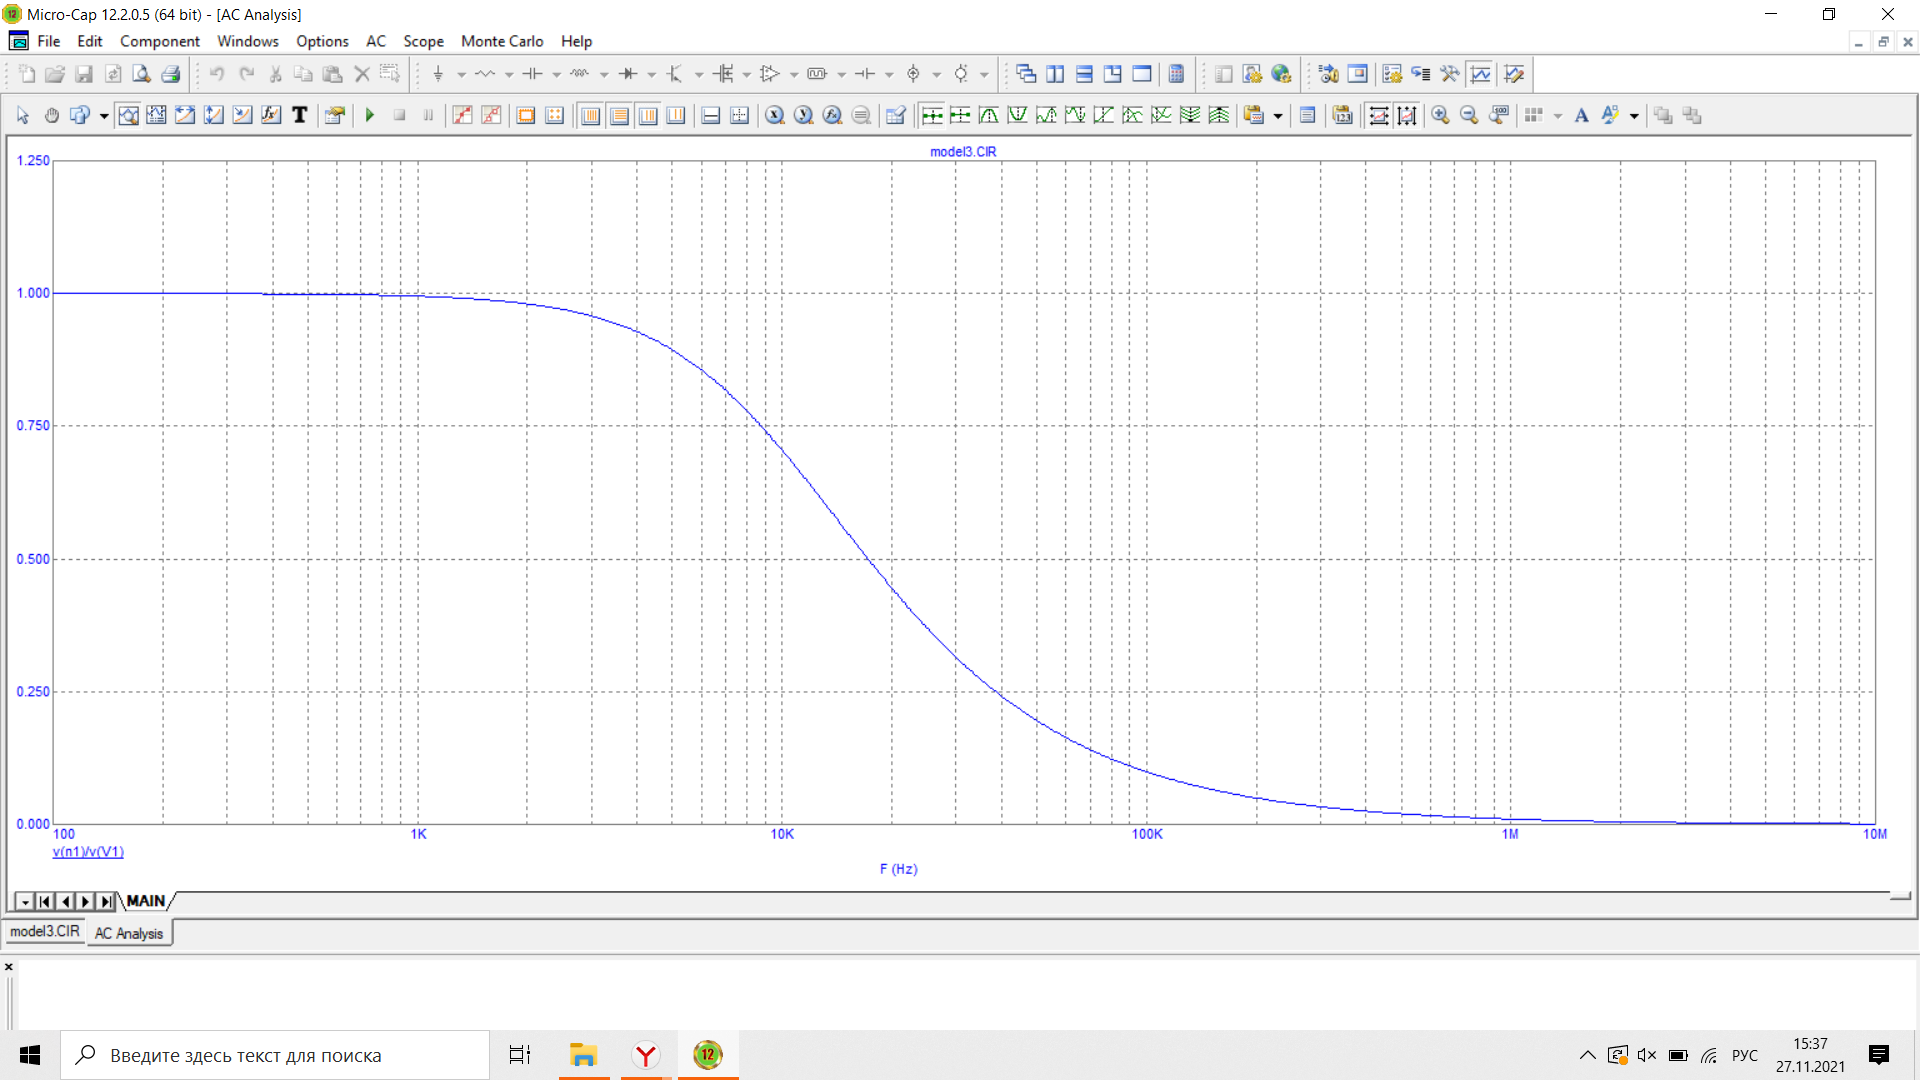 Micro-Cap 12.2.0.5 (64 bit) - [AC Analysis]
File Edit Component Windows Options AC Scope Monte Carlo Help
model3.CIR
1.250
1.000
0.750
0.500
0.250
0.000
100 1K 10K 100K 1M 10M
v(n1)/v(V1)
F (Hz)
MAIN
model3.CIR AC Analysis
Введите здесь текст для поиска
12
РУС
15:37
27.11.2021